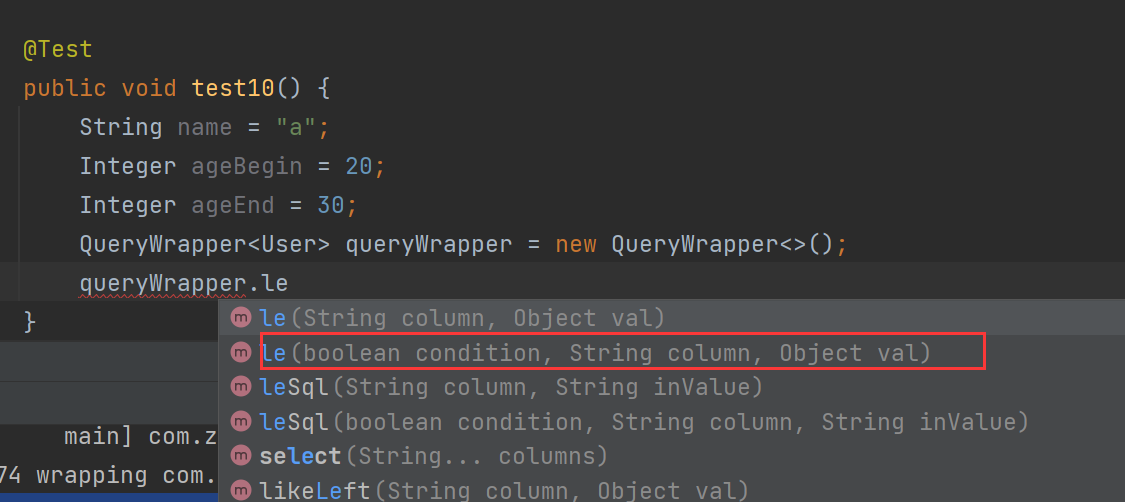 @Test
public void test10() {
String name = "a";
Integer ageBegin = 20;
Integer ageEnd = 30;
QueryWrapper<User> queryWrapper = new QueryWrapper<>();
queryWrapper.le
}
m le(String column, Object val)
m le(boolean condition, String column, Object val)
m leSql(String column, String inValue)
m leSql(boolean condition, String column, String inValue)
main] com.z
m select(String... columns)
74 wrapping com.
m likeLeft(String column, Object val)